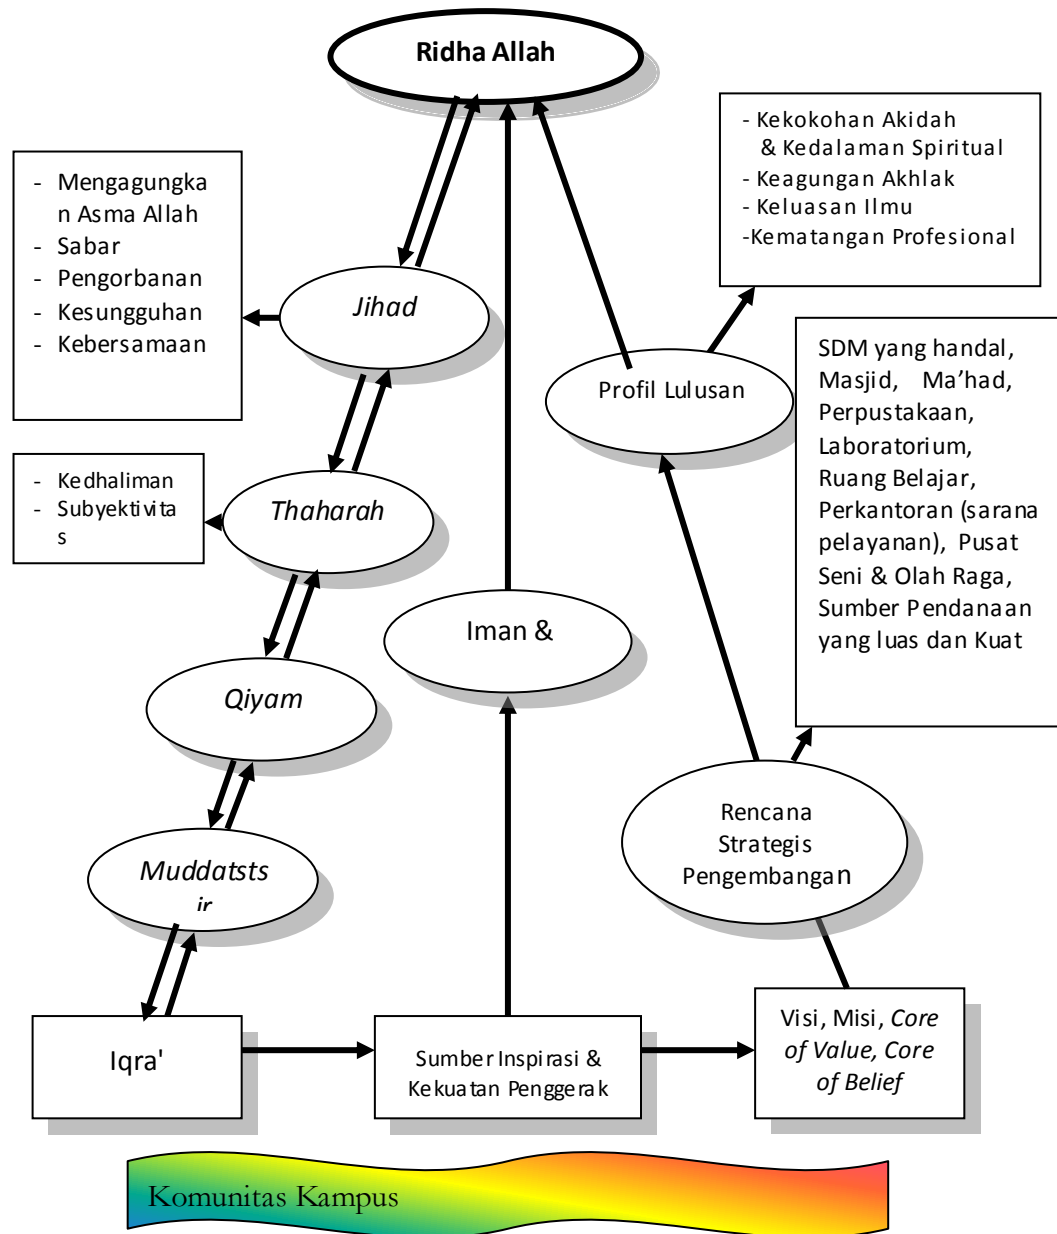 Ridha Allah
- Kekokohan Akidah
& Kedalaman Spiritual
- Keagungan Akhlak
- Keluasan Ilmu
-Kematangan Profesional
- Mengagungka
n Asma Allah
- Sabar
- Pengorbanan
- Kesungguhan
- Kebersamaan
Jihad
Profil Lulusan
SDM yang handal,
Masjid, Ma’had,
Perpustakaan,
Laboratorium,
Ruang Belajar,
Perkantoran (sarana
pelayanan), Pusat
Seni & Olah Raga,
Sumber Pendanaan
yang luas dan Kuat
- Kedhaliman
- Subyektivita
s
Thaharah
Iman &
Qiyam
Rencana
Strategis
Pengembangan
Muddatsts
ir
Iqra'
Sumber Inspirasi &
Kekuatan Penggerak
Visi, Misi, Core
of Value, Core
of Belief
Komunitas Kampus